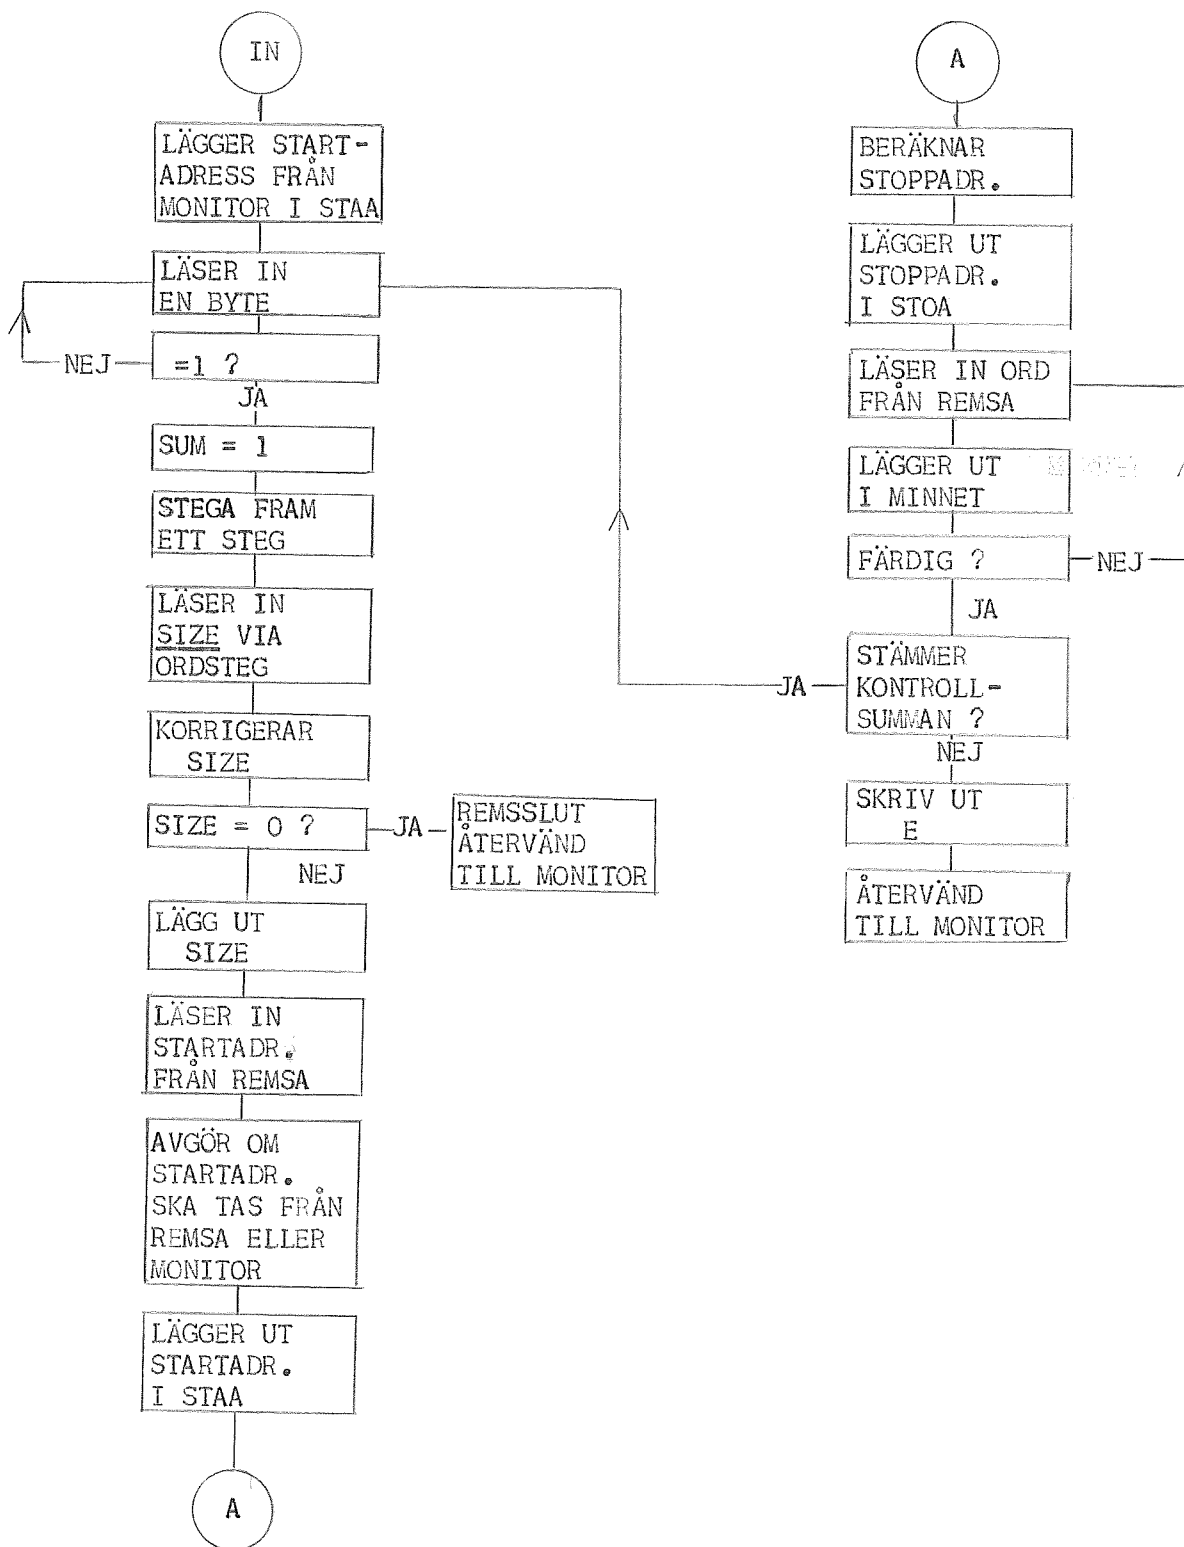 IN
LÄGGER START-
ADRESS FRÅN
MONITOR I STAA
LÄSER IN
EN BYTE
NEJ
=1 ?
JA
SUM = 1
STEGA FRAM
ETT STEG
LÄSER IN
SIZE VIA
ORDSTEG
KORRIGERAR
SIZE
SIZE = 0 ?
JA
REMSSLUT
ÅTERVÄND
TILL MONITOR
NEJ
LÄGG UT
SIZE
LÄSER IN
STARTADR.
FRÅN REMSA
AVGÖR OM
STARTADR.
SKA TAS FRÅN
REMSA ELLER
MONITOR
LÄGGER UT
STARTADR.
I STAA
A
A
BERÄKNAR
STOPPADR.
LÄGGER UT
STOPPADR.
I STOA
LÄSER IN ORD
FRÅN REMSA
LÄGGER UT
I MINNET
FÄRDIG ?
NEJ
JA
STÄMMER
KONTROLL-
SUMMAN ?
JA
NEJ
SKRIV UT
E
ÅTERVÄND
TILL MONITOR